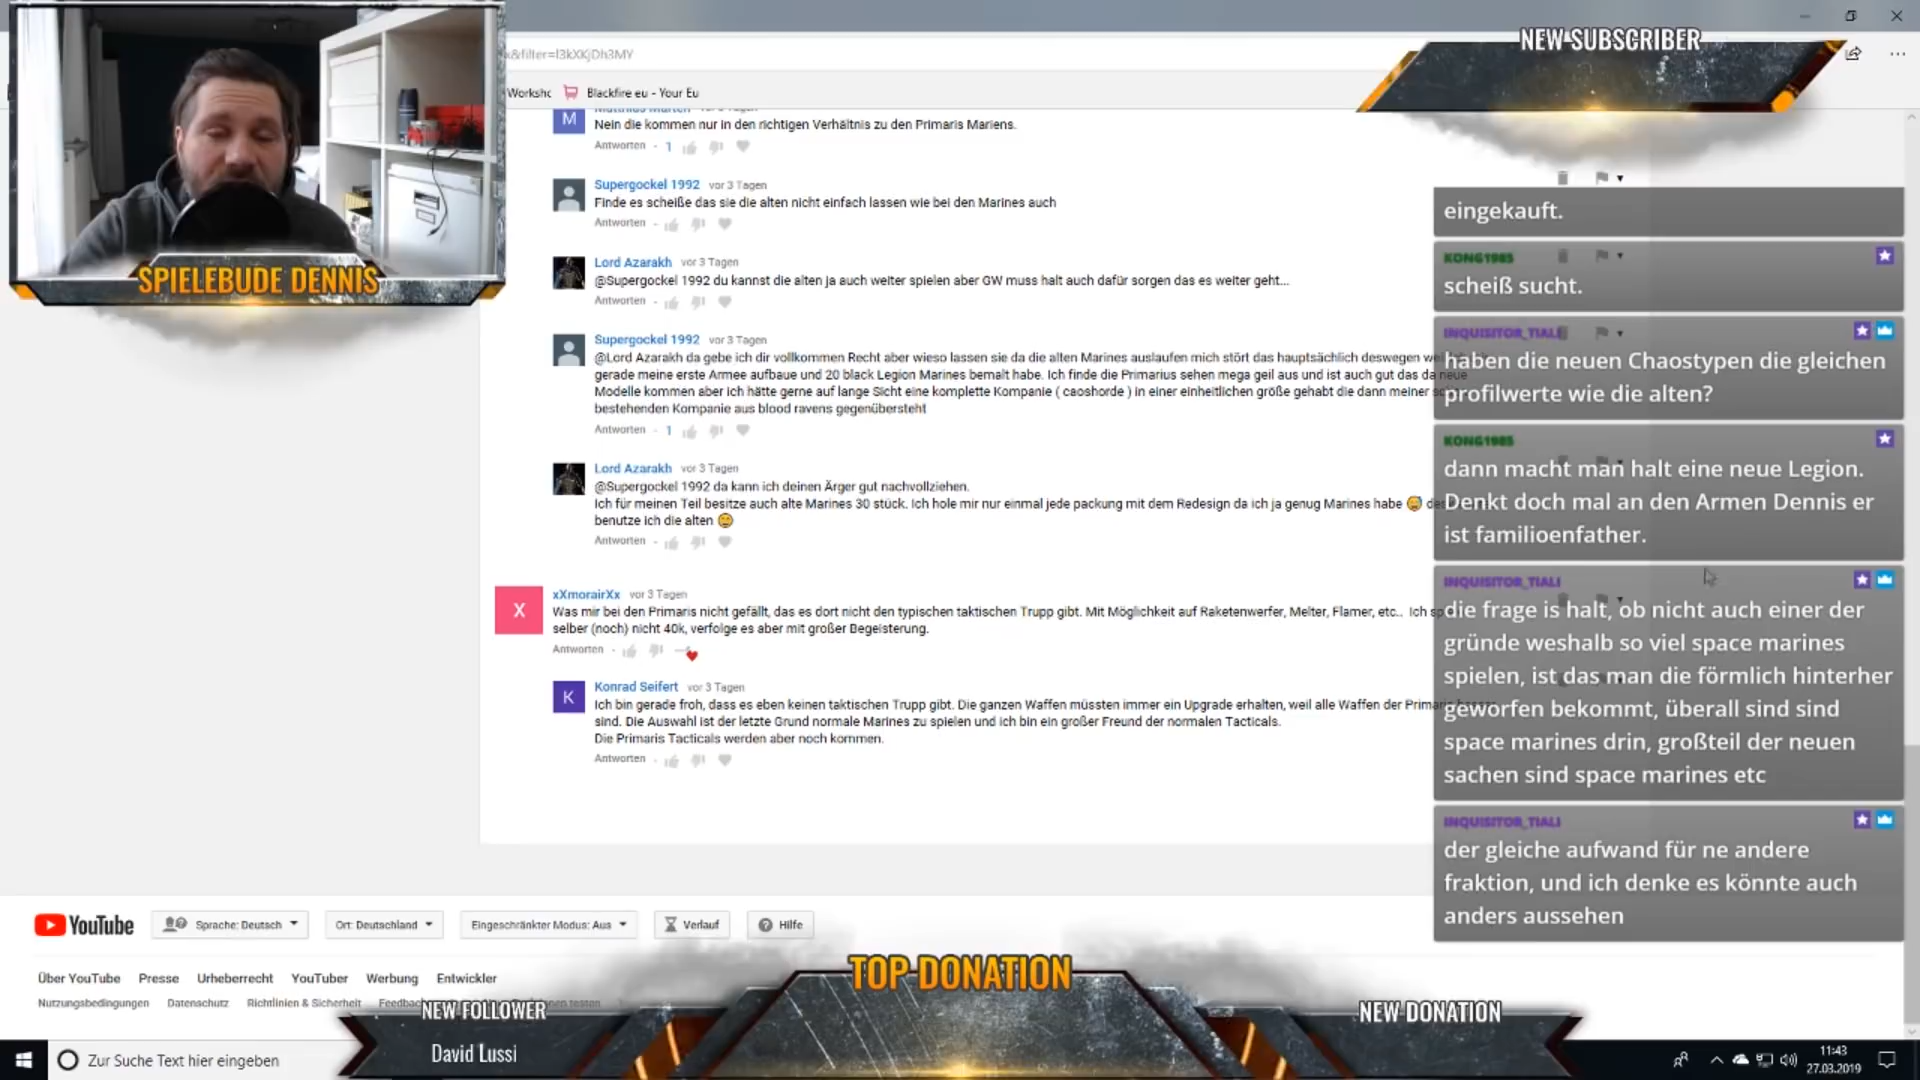 x&filter=l3kXKjDh3MY
Worksho
Blackfire eu - Your Eu
SPIELEBUDE DENNIS
NEW SUBSCRIBER
M
Nein die kommen nur in den richtigen Verhältnis zu den Primaris Mariens.
Antworten 1
Supergockel 1992 vor 3 Tagen
Finde es scheiße das sie die alten nicht einfach lassen wie bei den Marines auch
Antworten
Lord Azarakh vor 3 Tagen
@Supergockel 1992 du kannst die alten ja auch weiter spielen aber GW muss halt auch dafür sorgen das es weiter geht...
Antworten
Supergockel 1992 vor 3 Tagen
@Lord Azarakh da gebe ich dir vollkommen Recht aber wieso lassen sie da die alten Marines auslaufen mich stört das hauptsächlich deswegen
gerade meine erste Armee aufbaue und 20 black Legion Marines bemalt habe. Ich finde die Primarius sehen mega geil aus und ist auch gut das da neue
Modelle kommen aber ich hätte gerne auf lange Sicht eine komplette Kompanie ( caoshorde ) in einer einheitlichen größe gehabt die dann meiner
bestehenden Kompanie aus blood ravens gegenübersteht
Antworten 1
Lord Azarakh vor 3 Tagen
@Supergockel 1992 da kann ich deinen Ärger gut nachvollziehen.
Ich für meinen Teil besitze auch alte Marines 30 stück. Ich hole mir nur einmal jede packung mit dem Redesign da ich ja genug Marines habe 😅
benutze ich die alten 😊
Antworten
X
xXmorairXx vor 3 Tagen
Was mir bei den Primaris nicht gefällt, das es dort nicht den typischen taktischen Trupp gibt. Mit Möglichkeit auf Raketenwerfer, Melter, Flamer, etc.. Ich
selber (noch) nicht 40k, verfolge es aber mit großer Begeisterung.
Antworten
K
Konrad Seifert vor 3 Tagen
Ich bin gerade froh, dass es eben keinen taktischen Trupp gibt. Die ganzen Waffen müssten immer ein Upgrade erhalten, weil alle Waffen der Primaris
sind. Die Auswahl ist der letzte Grund normale Marines zu spielen und ich bin ein großer Freund der normalen Tacticals.
Die Primaris Tacticals werden aber noch kommen.
Antworten
eingekauft.
KONG1985
scheiß sucht.
INQUISITOR_TIALI
haben die neuen Chaostypen die gleichen
profilwerte wie die alten?
KONG1985
dann macht man halt eine neue Legion.
Denkt doch mal an den Armen Dennis er
ist familioenfather.
INQUISITOR_TIALI
die frage is halt, ob nicht auch einer der
gründe weshalb so viel space marines
spielen, ist das man die förmlich hinterher
geworfen bekommt, überall sind sind
space marines drin, großteil der neuen
sachen sind space marines etc
INQUISITOR_TIALI
der gleiche aufwand für ne andere
fraktion, und ich denke es könnte auch
anders aussehen
YouTube
Sprache: Deutsch
Ort: Deutschland
Eingeschränkter Modus: Aus
Verlauf
Hilfe
Über YouTube Presse Urheberrecht YouTuber Werbung Entwickler
Nutzungsbedingungen Datenschutz Richtlinien & Sicherheit
TOP DONATION
NEW FOLLOWER
David Lussi
NEW DONATION
Zur Suche Text hier eingeben
11:43
27.03.2019